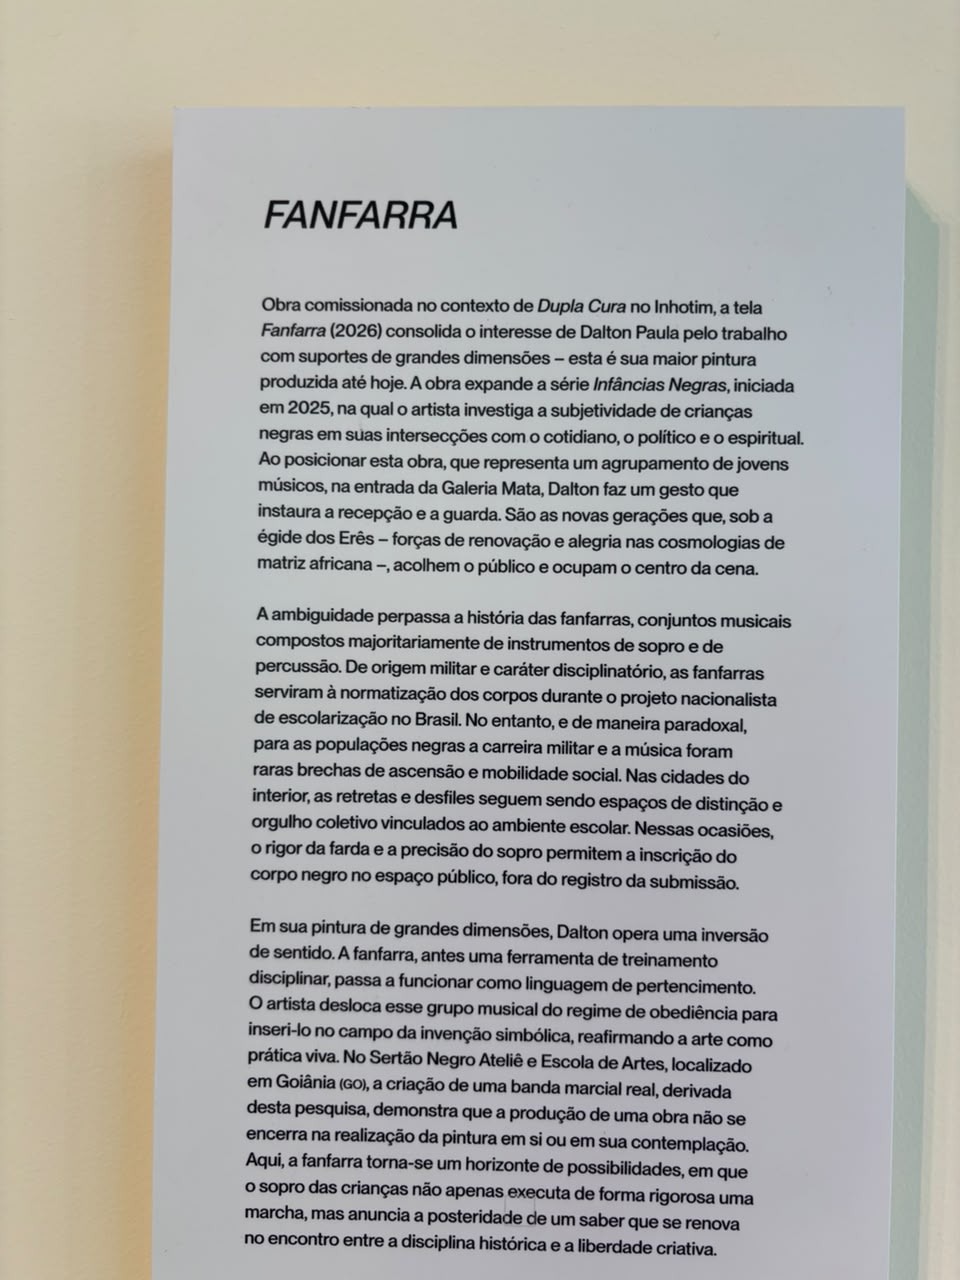 FANFARRA
Obra comissionada no contexto de Dupla Cura no Inhotim, a tela
Fanfarra (2026) consolida o interesse de Dalton Paula pelo trabalho
com suportes de grandes dimensões – esta é sua maior pintura
produzida até hoje. A obra expande a série Infâncias Negras, iniciada
em 2025, na qual o artista investiga a subjetividade de crianças
negras em suas intersecções com o cotidiano, o político e o espiritual.
Ao posicionar esta obra, que representa um agrupamento de jovens
músicos, na entrada da Galeria Mata, Dalton faz um gesto que
instaura a recepção e a guarda. São as novas gerações que, sob a
égide dos Erês – forças de renovação e alegria nas cosmologias de
matriz africana –, acolhem o público e ocupam o centro da cena.
A ambiguidade perpassa a história das fanfarras, conjuntos musicais
compostos majoritariamente de instrumentos de sopro e de
percussão. De origem militar e caráter disciplinatório, as fanfarras
serviram à normatização dos corpos durante o projeto nacionalista
de escolarização no Brasil. No entanto, e de maneira paradoxal,
para as populações negras a carreira militar e a música foram
raras brechas de ascensão e mobilidade social. Nas cidades do
interior, as retretas e desfiles seguem sendo espaços de distinção e
orgulho coletivo vinculados ao ambiente escolar. Nessas ocasiões,
o rigor da farda e a precisão do sopro permitem a inscrição do
corpo negro no espaço público, fora do registro da submissão.
Em sua pintura de grandes dimensões, Dalton opera uma inversão
de sentido. A fanfarra, antes uma ferramenta de treinamento
disciplinar, passa a funcionar como linguagem de pertencimento.
O artista desloca esse grupo musical do regime de obediência para
inseri-lo no campo da invenção simbólica, reafirmando a arte como
prática viva. No Sertão Negro Ateliê e Escola de Artes, localizado
em Goiânia (GO), a criação de uma banda marcial real, derivada
desta pesquisa, demonstra que a produção de uma obra não se
encerra na realização da pintura em si ou em sua contemplação.
Aqui, a fanfarra torna-se um horizonte de possibilidades, em que
o sopro das crianças não apenas executa de forma rigorosa uma
marcha, mas anuncia a posteridade de um saber que se renova
no encontro entre a disciplina histórica e a liberdade criativa.